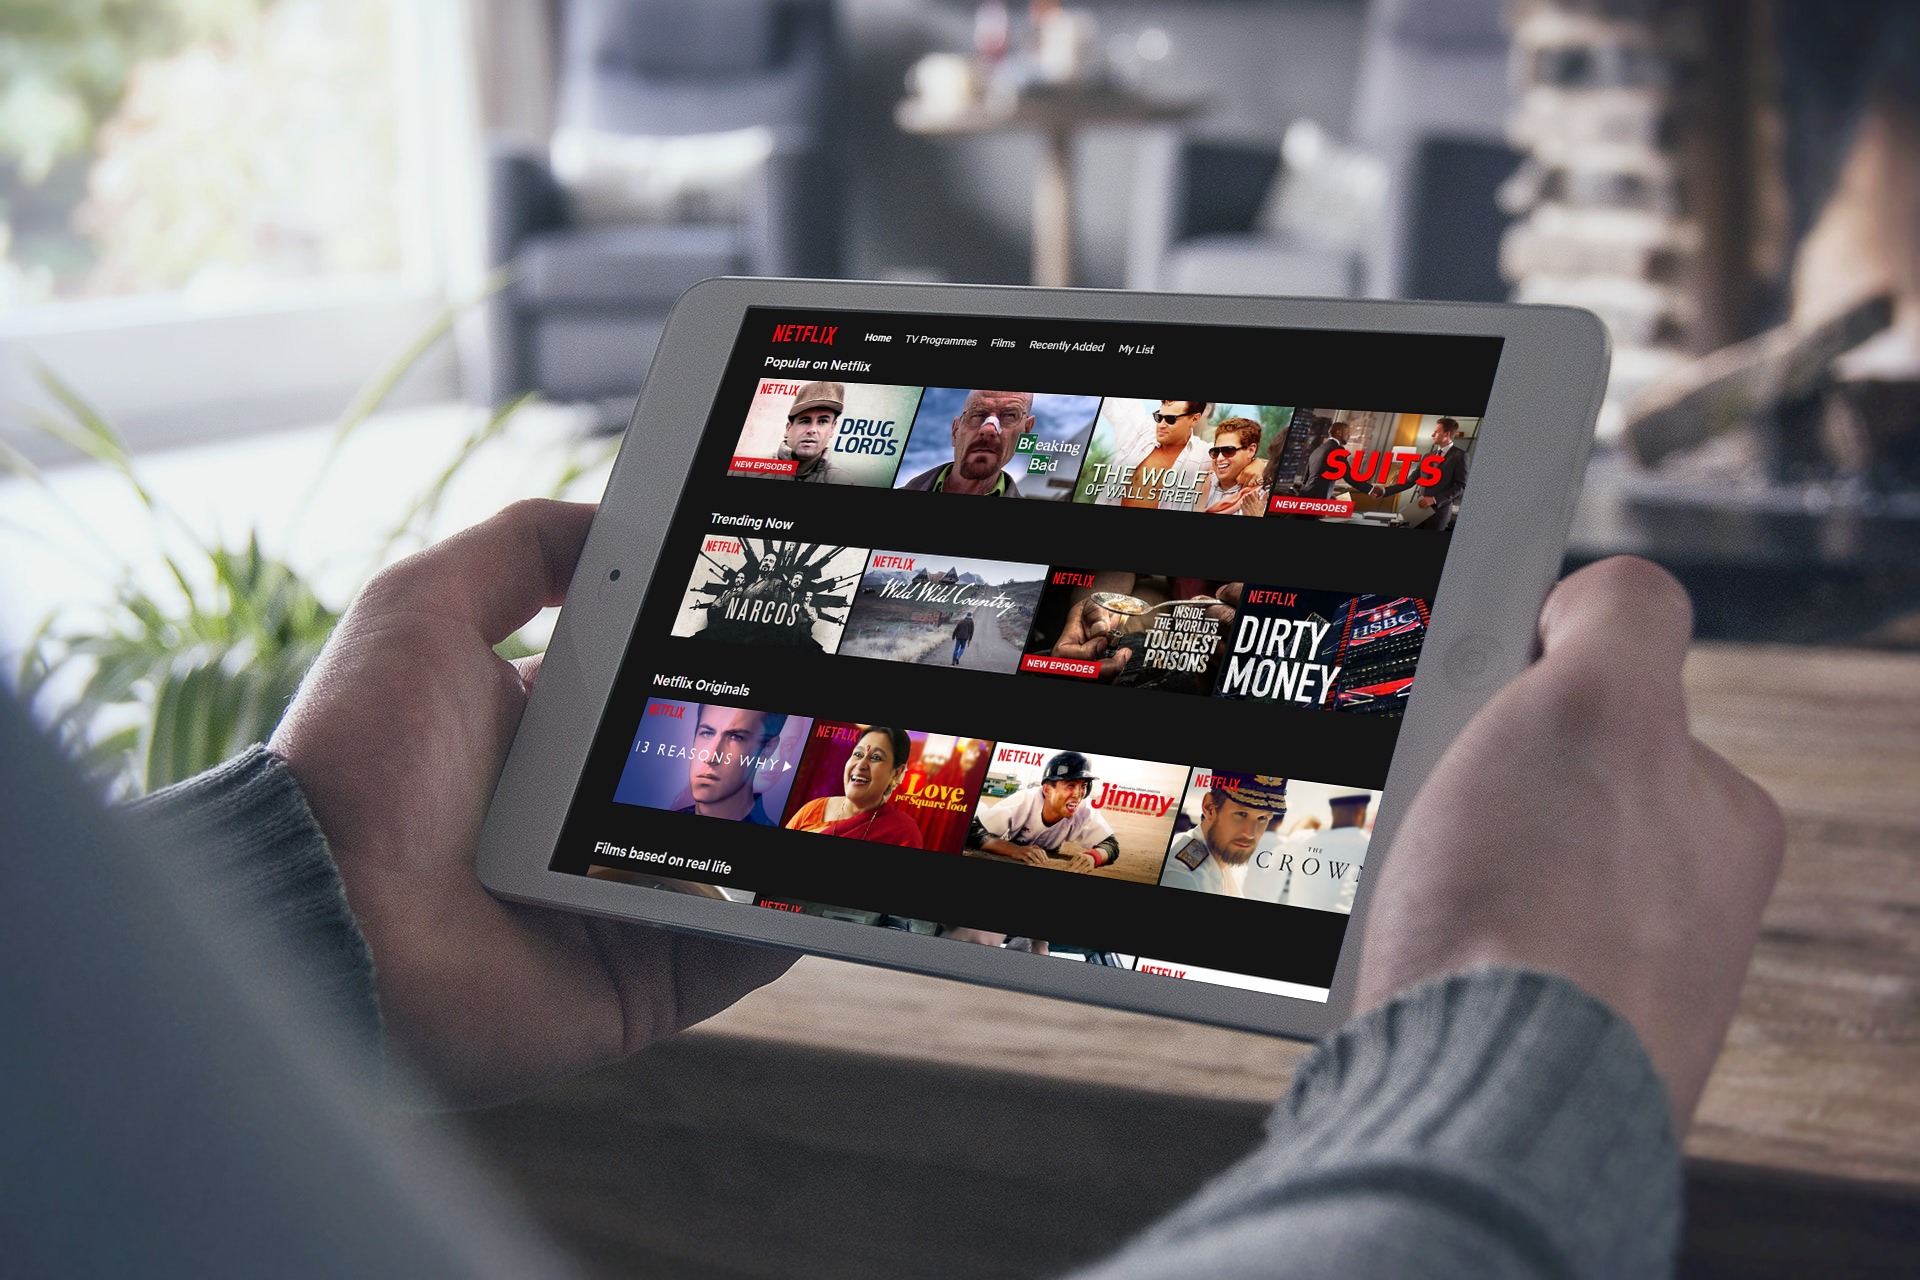 NETFLIX Home TV Programmes Films Recently Added My List
Popular on Netflix
NETFLIX
DRUG
LORDS
NEW EPISODES
Breaking
Bad
THE WOLF
OF WALL STREET
SUITS
NEW EPISODES
Trending Now
NETFLIX
NARCOS
NETFLIX
Wild Wild Country
NETFLIX
INSIDE
THE WORLD'S
TOUGHEST
PRISONS
NEW EPISODES
NETFLIX
DIRTY
MONEY
HSBC
Netflix Originals
NETFLIX
13 REASONS WHY
NETFLIX
Love
per Square foot
NETFLIX
Jimmy
NETFLIX
THE
CROWN
Films based on real life
NETFLIX
NETFLIX